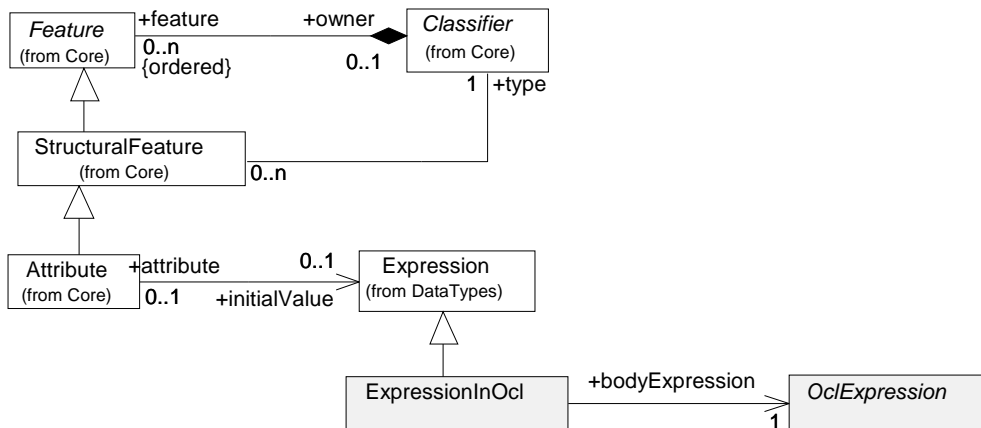 Feature
(from Core)
+feature
0..n
{ordered}
+owner
0..1
Classifier
(from Core)
1
+type
StructuralFeature
(from Core)
0..n
Attribute
(from Core)
+attribute
0..1
0..1
+initialValue
Expression
(from DataTypes)
ExpressionInOcl
+bodyExpression
1
OclExpression